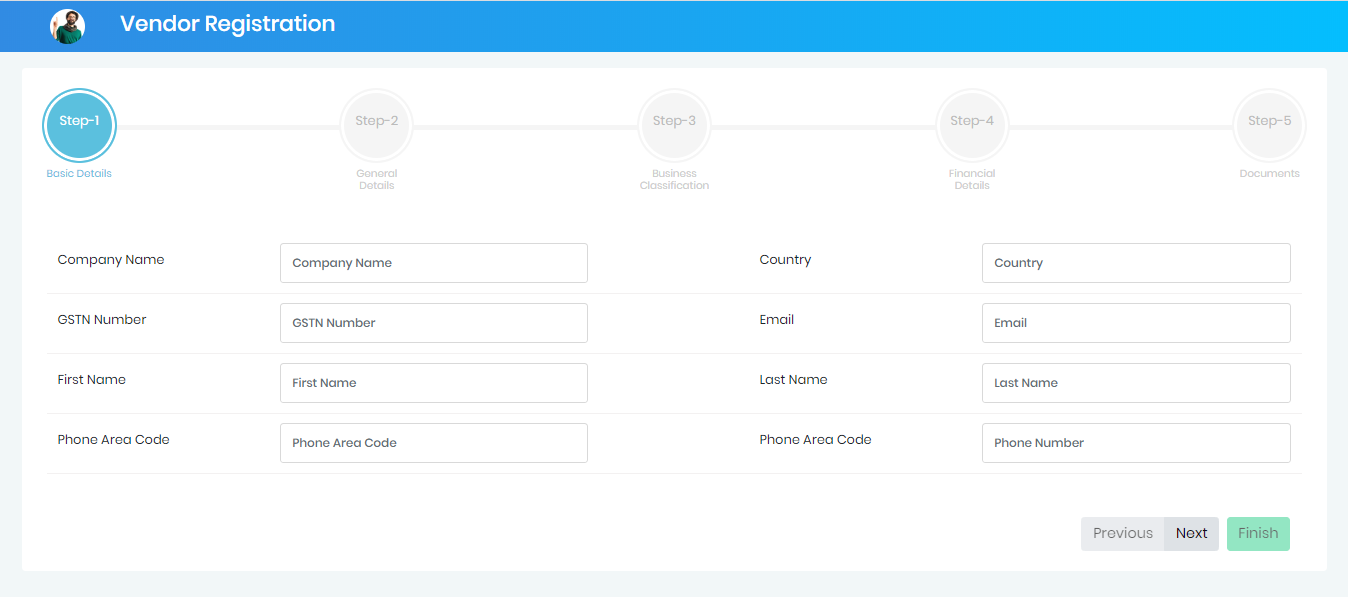 Vendor Registration
Step-1
Step-2
Step-3
Step-4
Step-5
Basic Details
General
Details
Business
Classification
Financial
Details
Documents
Company Name
Company Name
Country
Country
GSTN Number
GSTN Number
Email
Email
First Name
First Name
Last Name
Last Name
Phone Area Code
Phone Area Code
Phone Area Code
Phone Number
Previous
Next
Finish